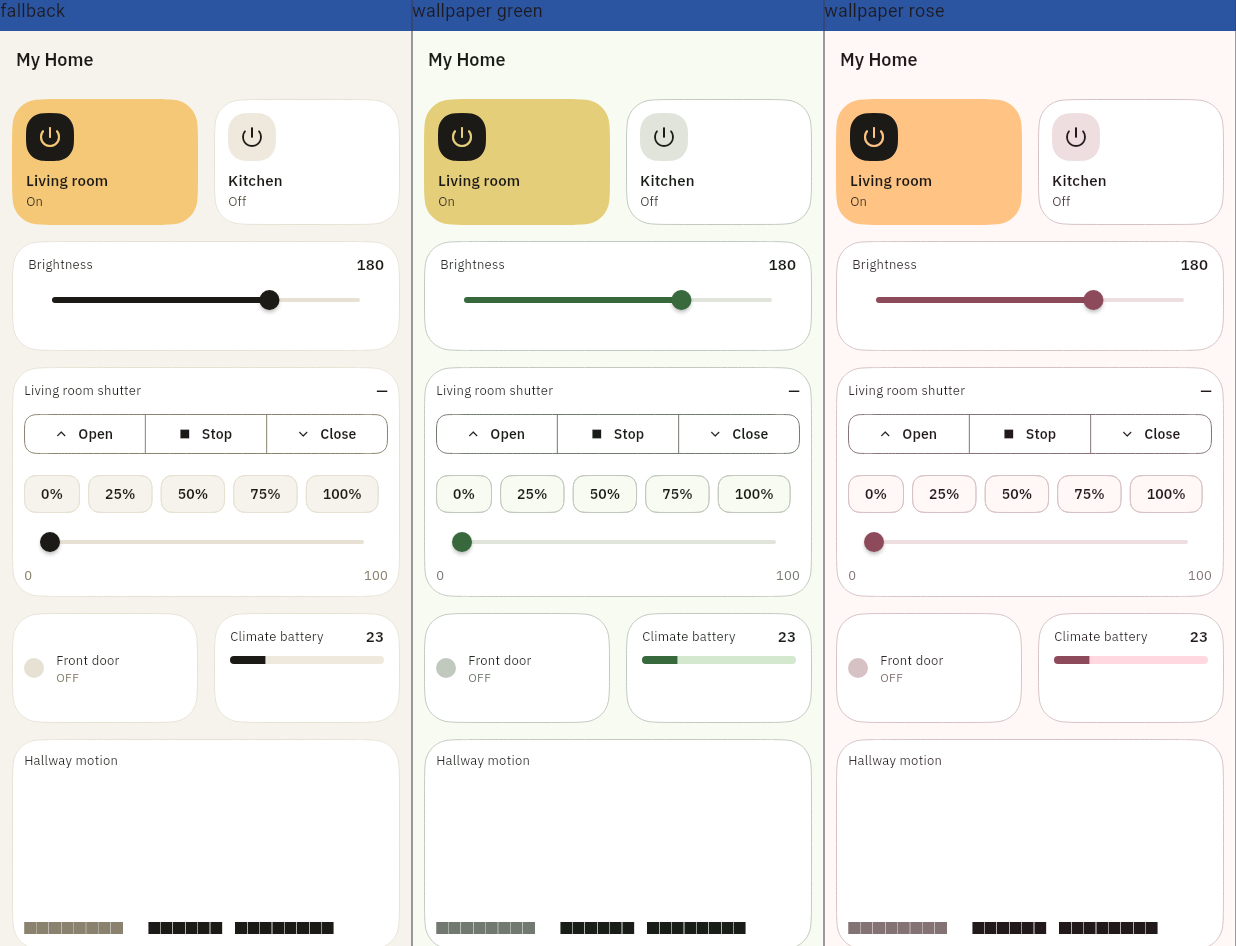 fallback
My Home
Living room
On
Kitchen
Off
Brightness 180
Living room shutter –
Open Stop Close
0% 25% 50% 75% 100%
0 100
Front door
OFF
Climate battery 23
Hallway motion
wallpaper green
My Home
Living room
On
Kitchen
Off
Brightness 180
Living room shutter –
Open Stop Close
0% 25% 50% 75% 100%
0 100
Front door
OFF
Climate battery 23
Hallway motion
wallpaper rose
My Home
Living room
On
Kitchen
Off
Brightness 180
Living room shutter –
Open Stop Close
0% 25% 50% 75% 100%
0 100
Front door
OFF
Climate battery 23
Hallway motion